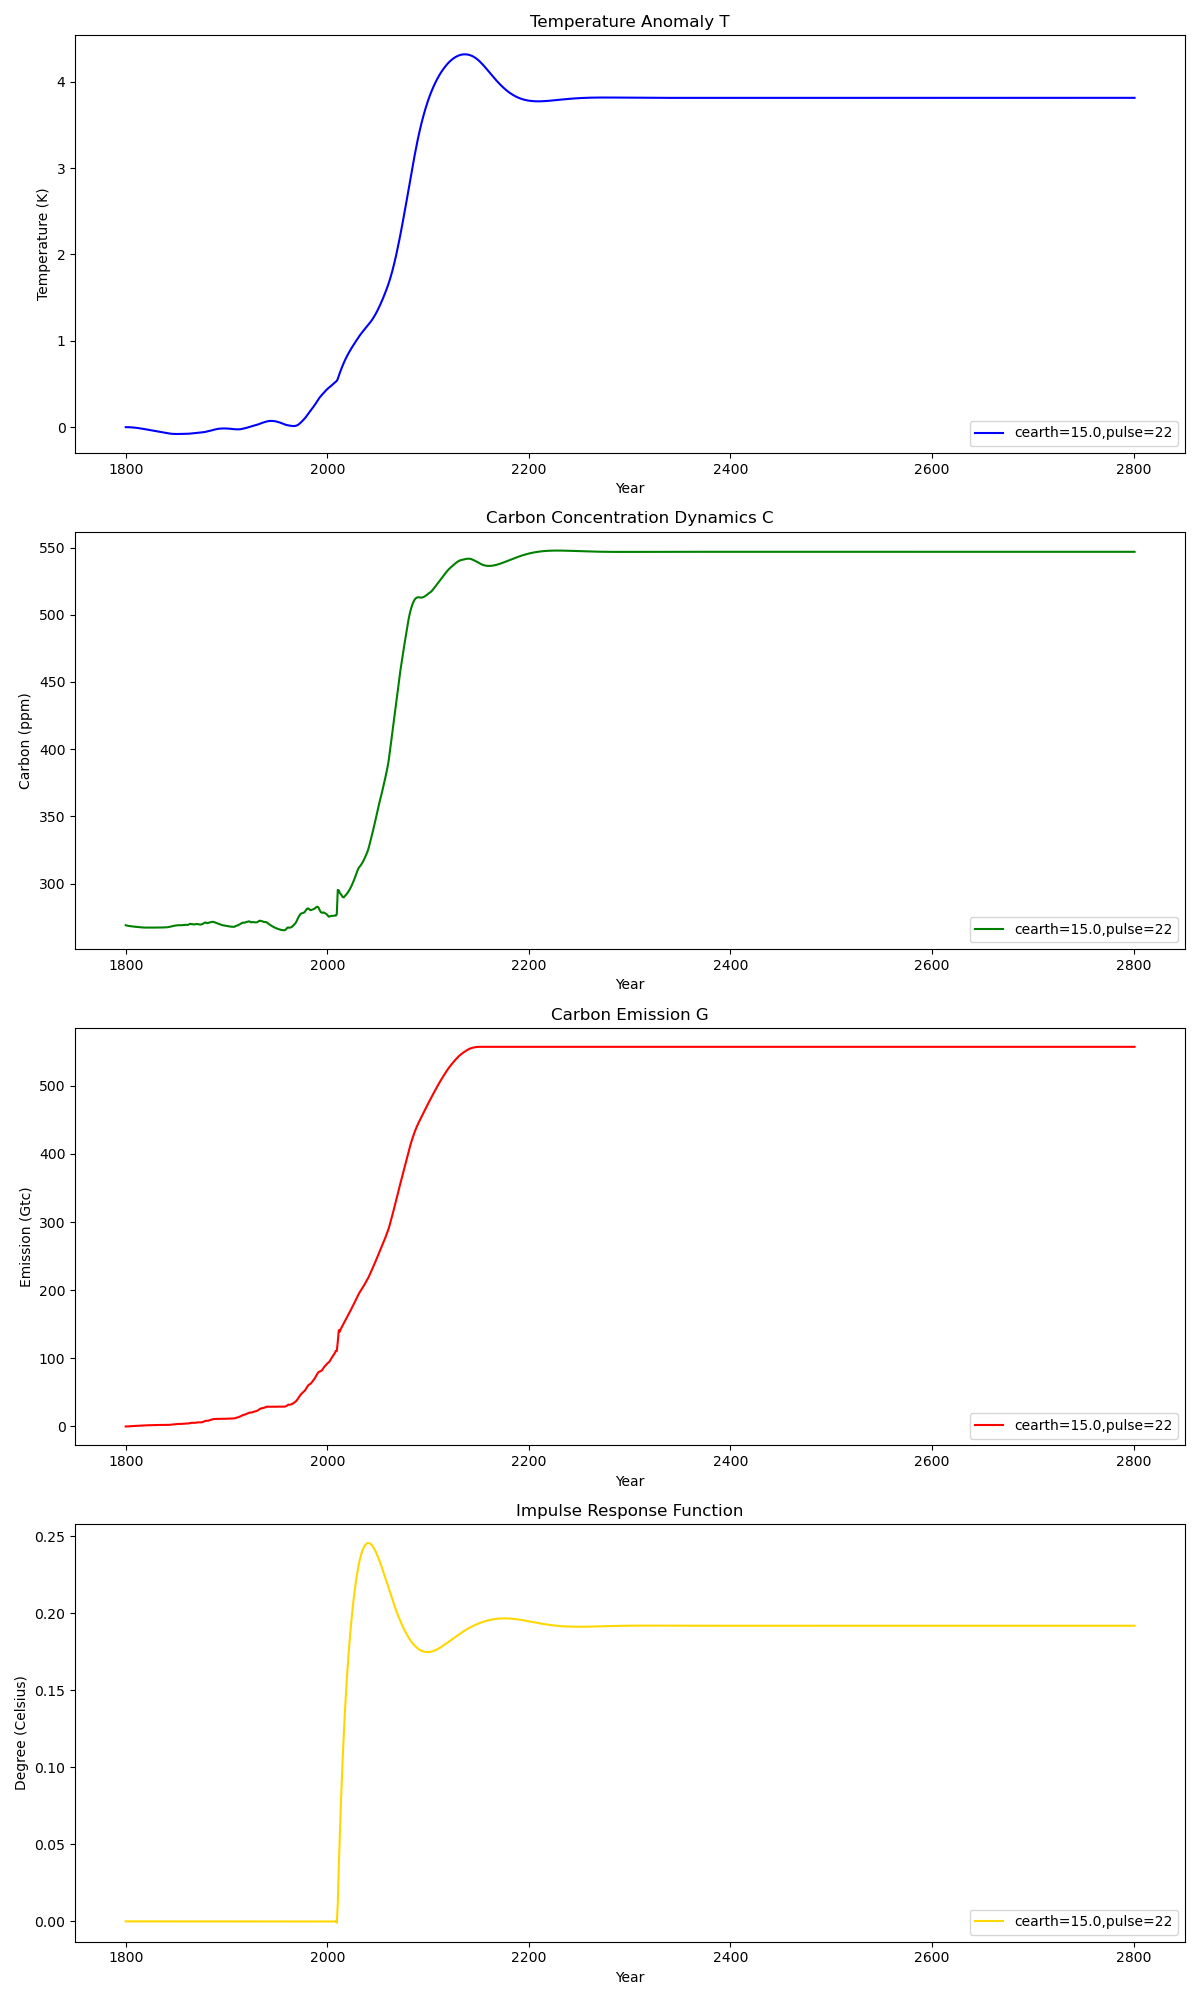 Temperature Anomaly T
4
3
2
1
0
Temperature (K)
cearth=15.0,pulse=22
1800 2000 2200 2400 2600 2800
Year
Carbon Concentration Dynamics C
550
500
450
400
350
300
Carbon (ppm)
cearth=15.0,pulse=22
1800 2000 2200 2400 2600 2800
Year
Carbon Emission G
500
400
300
200
100
0
Emission (Gtc)
cearth=15.0,pulse=22
1800 2000 2200 2400 2600 2800
Year
Impulse Response Function
0.25
0.20
0.15
0.10
0.05
0.00
Degree (Celsius)
cearth=15.0,pulse=22
1800 2000 2200 2400 2600 2800
Year